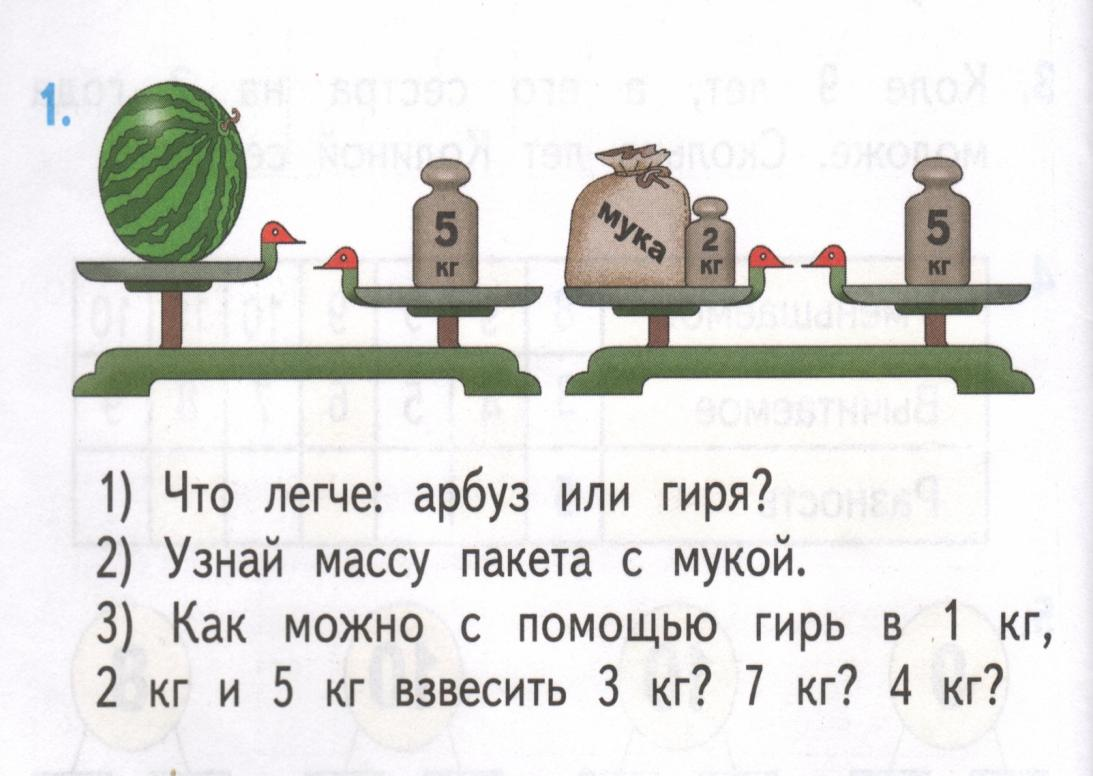 1.
5
кг
мука
2
кг
5
кг
1) Что легче: арбуз или гиря?
2) Узнай массу пакета с мукой.
3) Как можно с помощью гирь в 1 кг,
2 кг и 5 кг взвесить 3 кг? 7 кг? 4 кг?